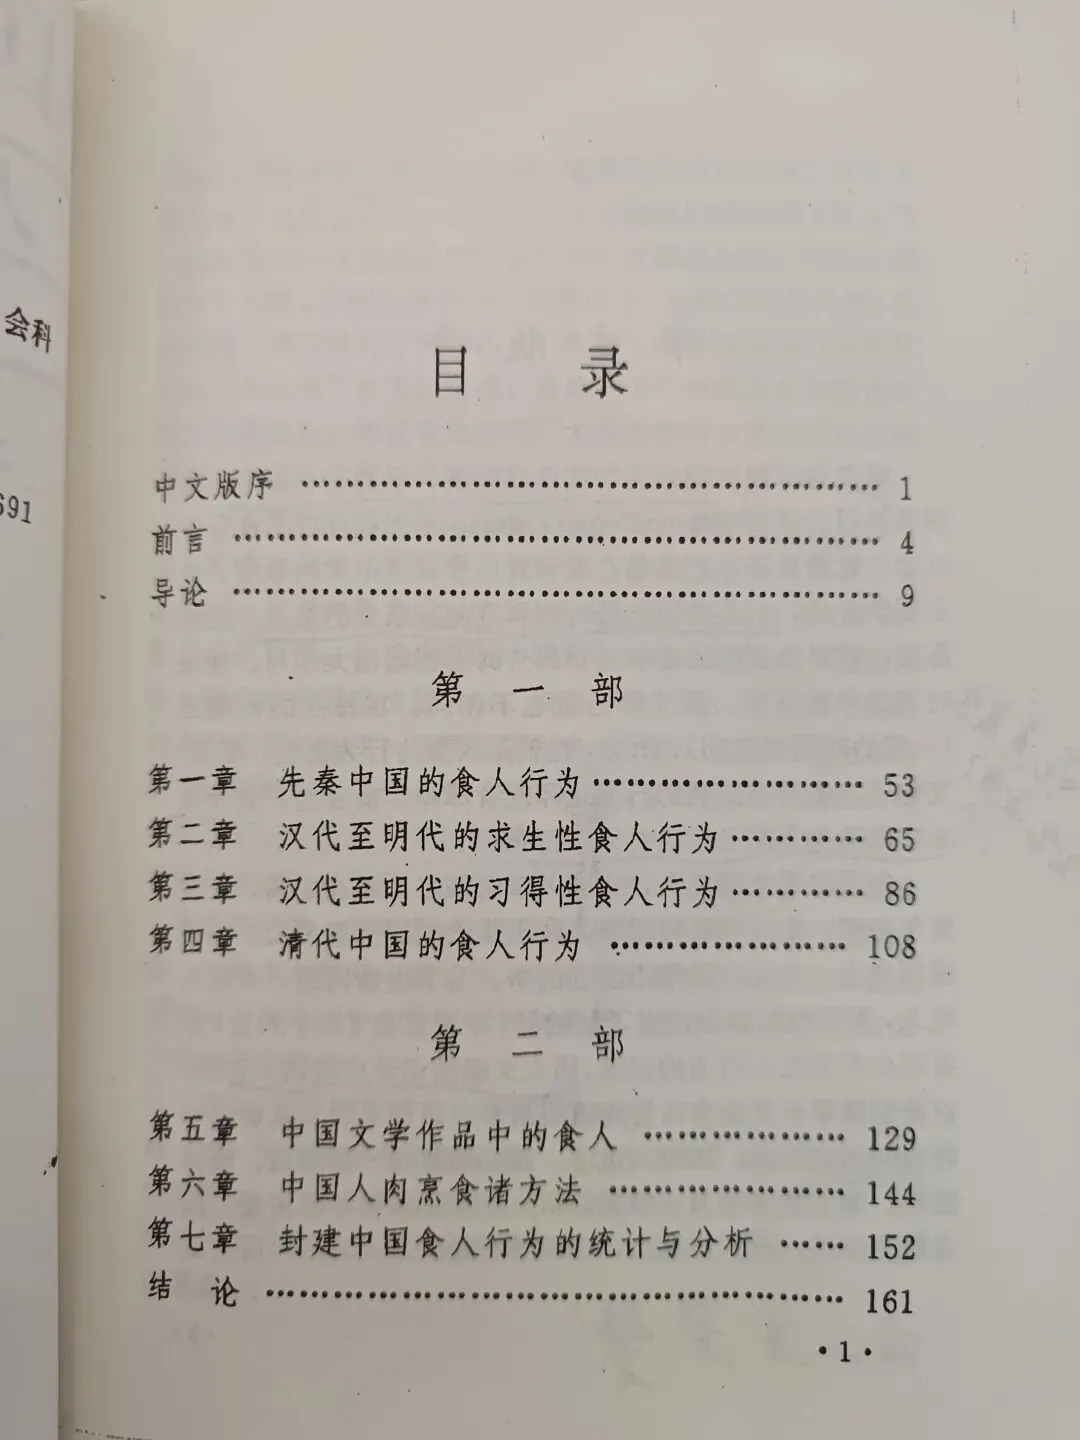 会科
691
目 录
中文版序 …………………………………………………… 1
前言 …………………………………………………… 4
导论 …………………………………………………… 9
第 一 部
第一章 先秦中国的食人行为 …………………… 53
第二章 汉代至明代的求生性食人行为 ………… 65
第三章 汉代至明代的习得性食人行为 ………… 86
第四章 清代中国的食人行为 ………………… 108
第 二 部
第五章 中国文学作品中的食人 ……………… 129
第六章 中国人肉烹食诸方法 ………………… 144
第七章 封建中国食人行为的统计与分析 …… 152
结 论 ………………………………………………… 161
·1·